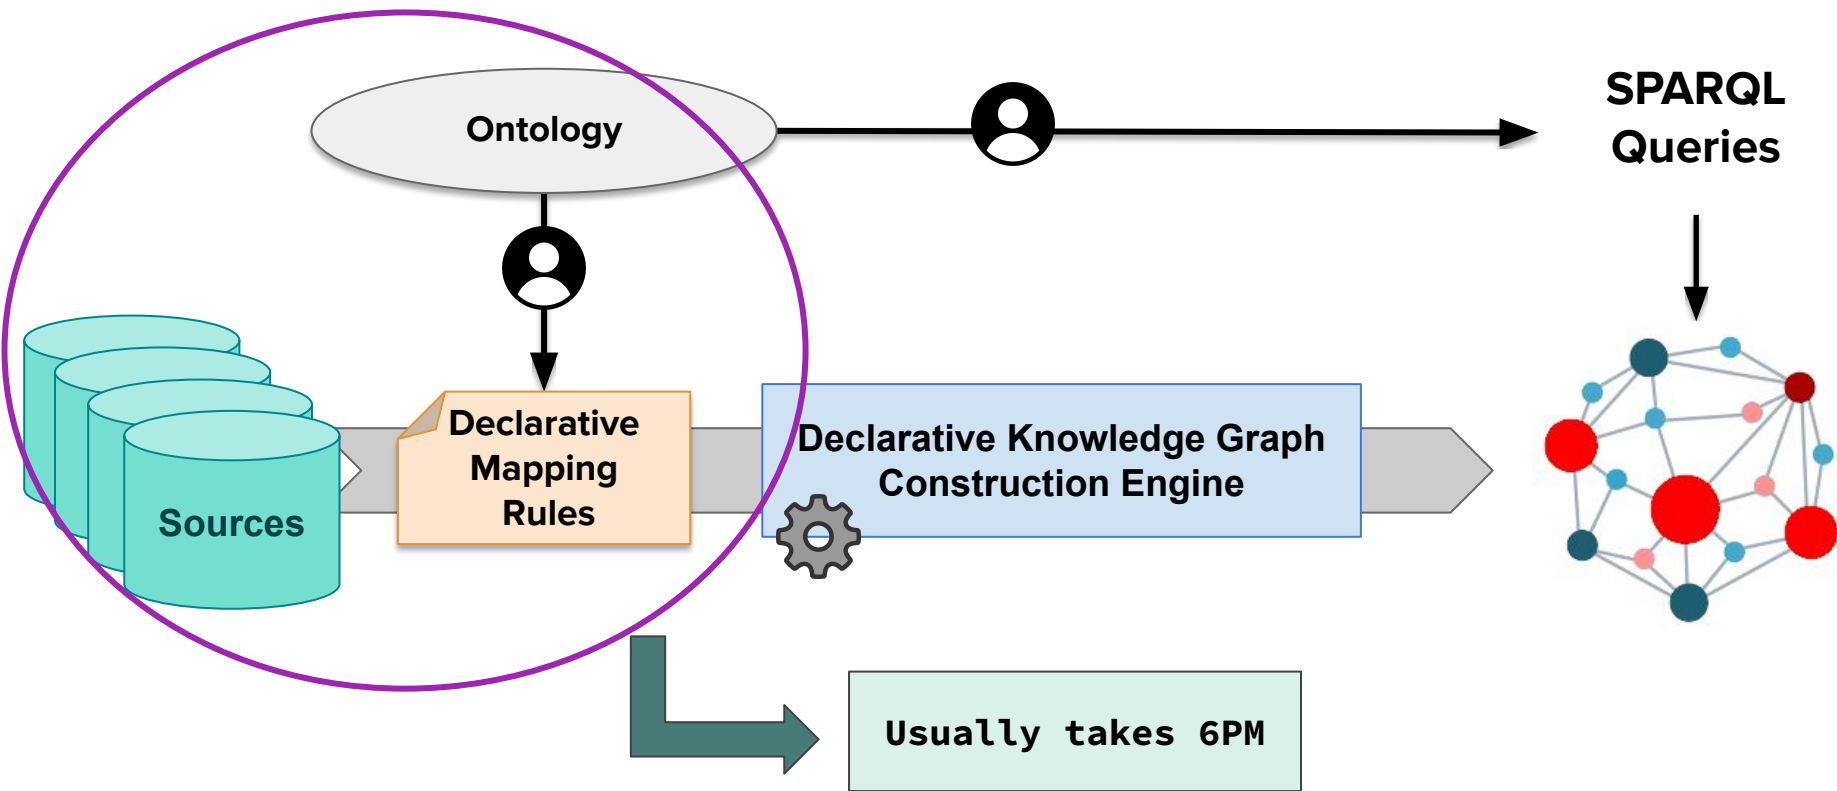 Ontology
SPARQL
Queries
Declarative
Mapping
Rules
Declarative Knowledge Graph
Construction Engine
Sources
Usually takes 6PM